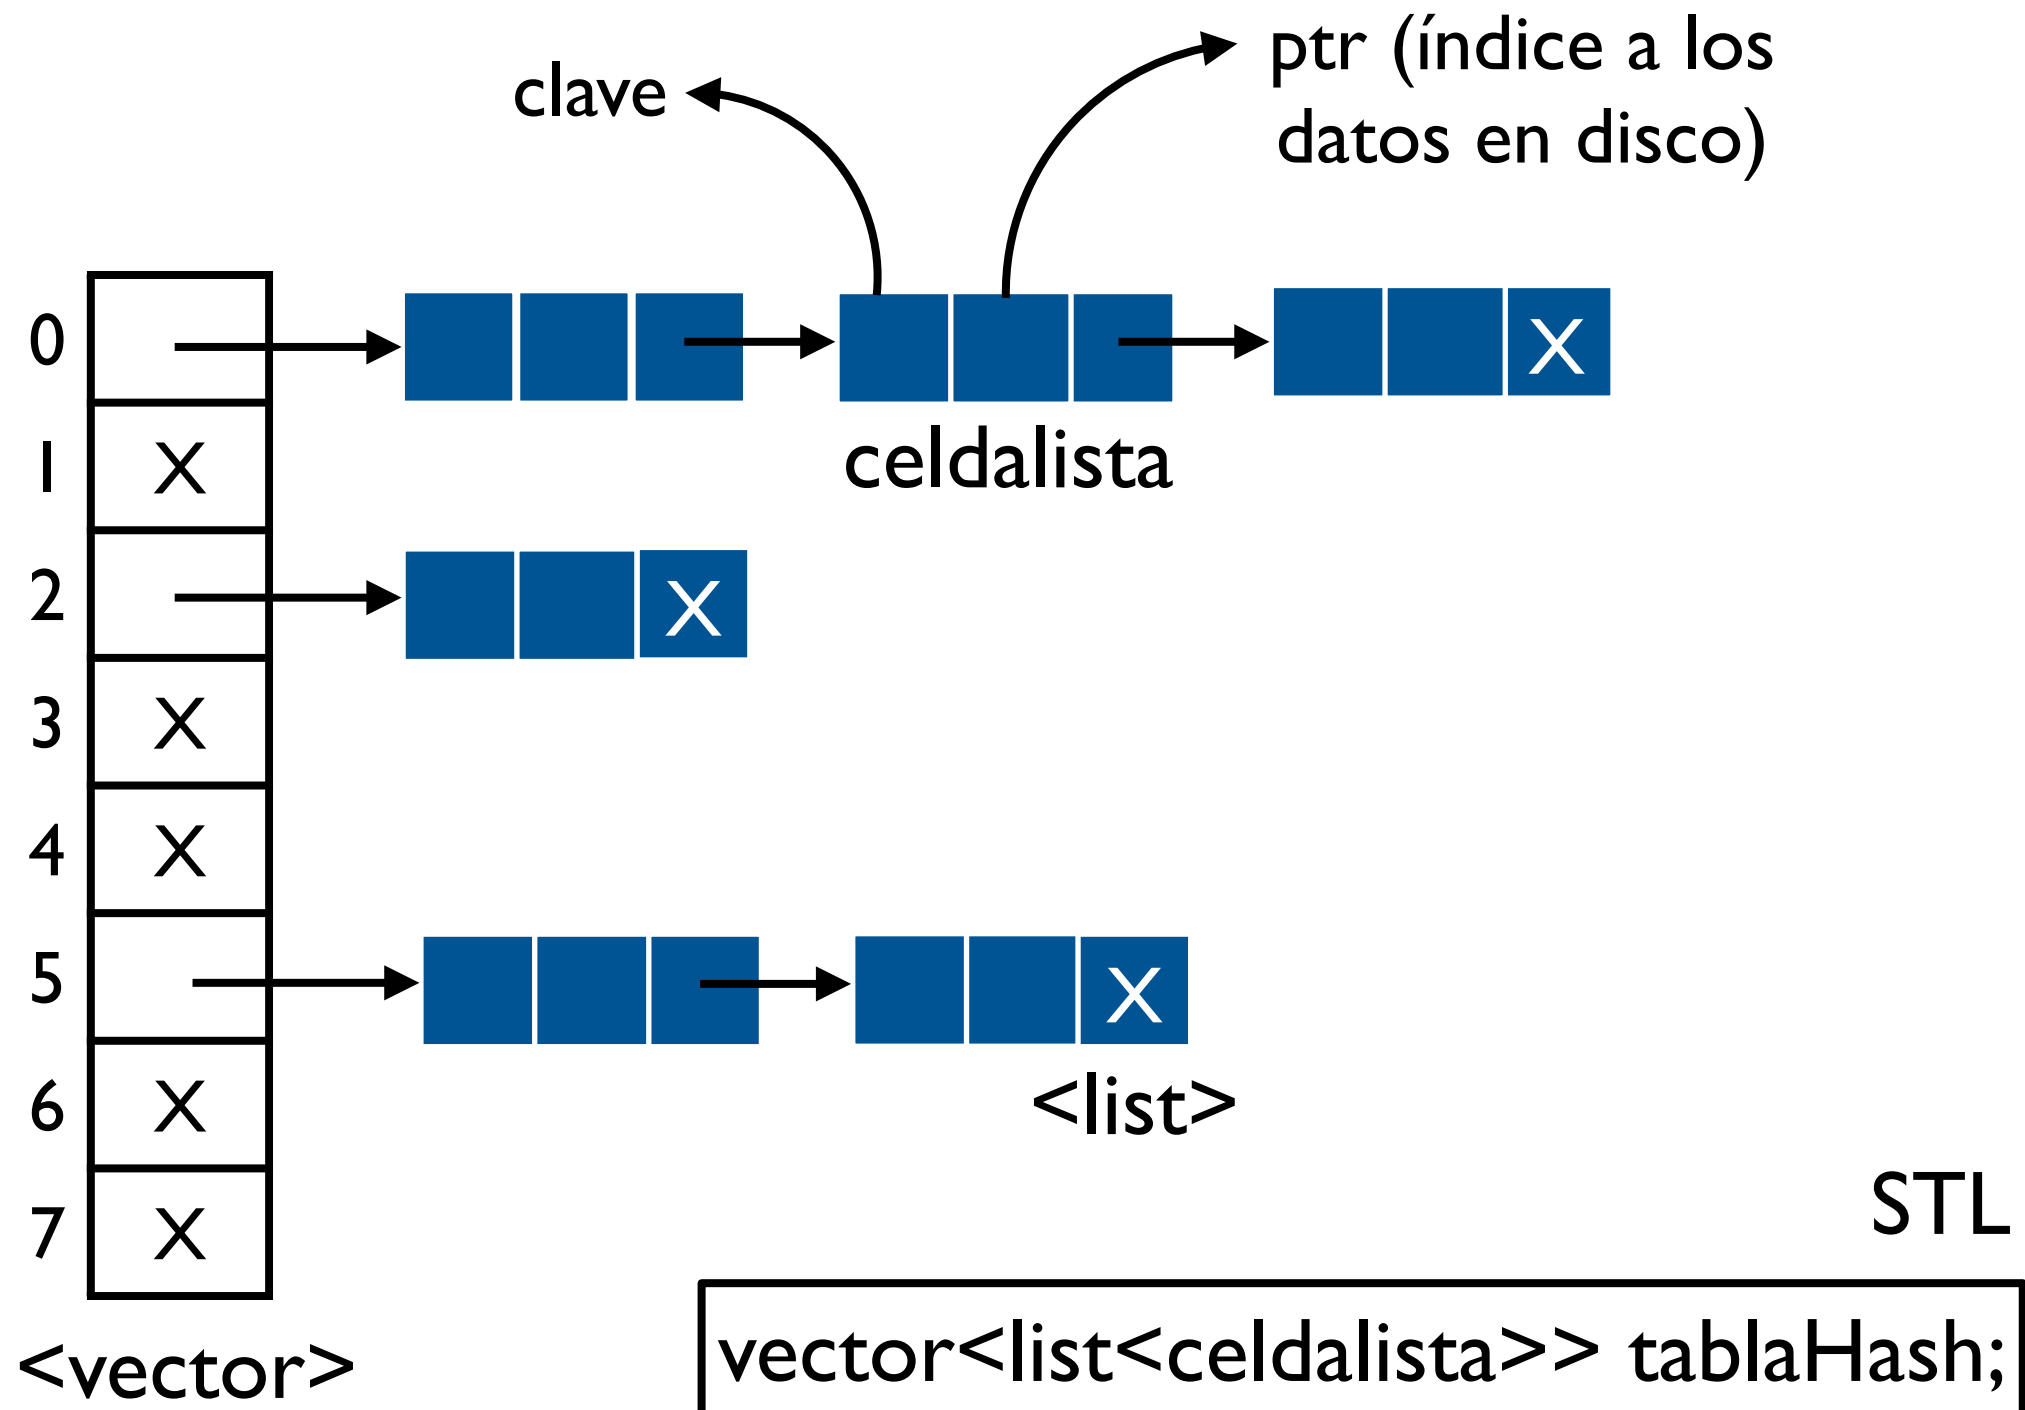 ptr (índice a los
datos en disco)
clave
0
X
celdalista
1
X
2
X
3
X
4
X
5
X
<list>
6
X
7
X
STL
<vector>
vector<list<celdalista>> tablaHash;